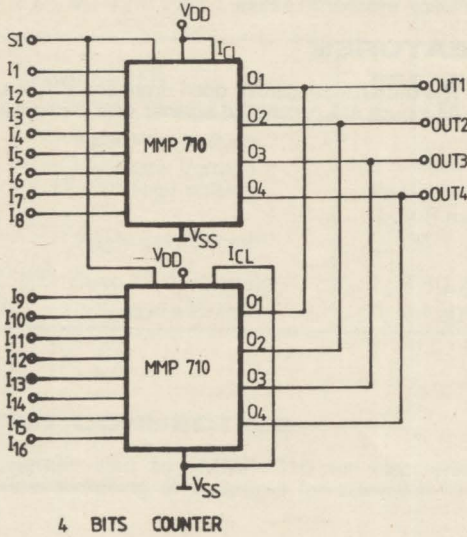 VDD
SI
ICL
I1
I2
I3
I4
I5
I6
I7
I8
MMP 710
O1
O2
O3
O4
OUT1
OUT2
OUT3
OUT4
VSS
VDD
ICL
I9
I10
I11
I12
I13
I14
I15
I16
MMP 710
O1
O2
O3
O4
VSS
4 BITS COUNTER